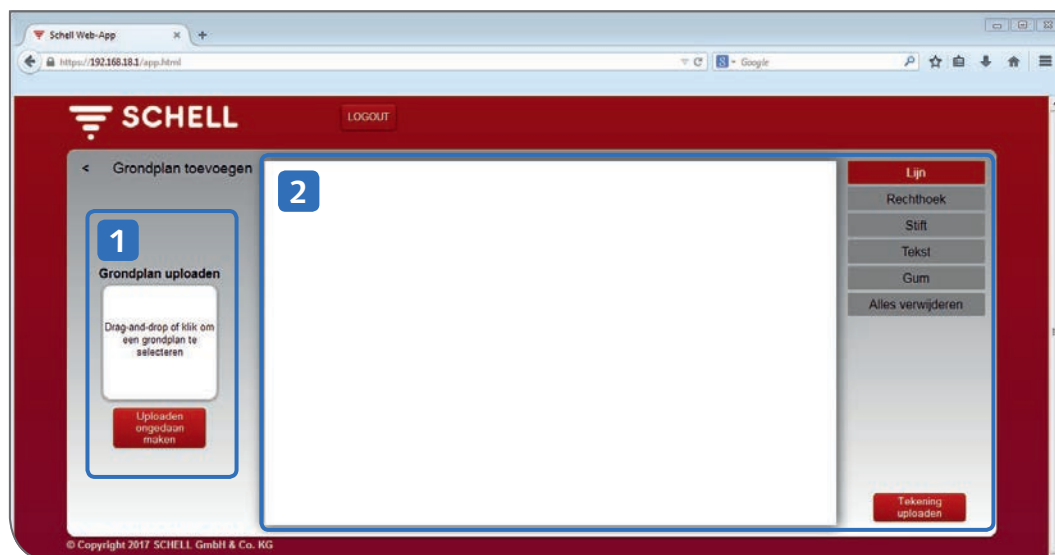 Schell Web-App
https://192.168.18.1/app.html
Google
SCHELL
LOGOUT
< Grondplan toevoegen
1
Grondplan uploaden
Drag-and-drop of klik om
een grondplan te
selecteren
Uploaden
ongedaan
maken
2
Lijn
Rechthoek
Stift
Tekst
Gum
Alles verwijderen
Tekening
uploaden
© Copyright 2017 SCHELL GmbH & Co. KG